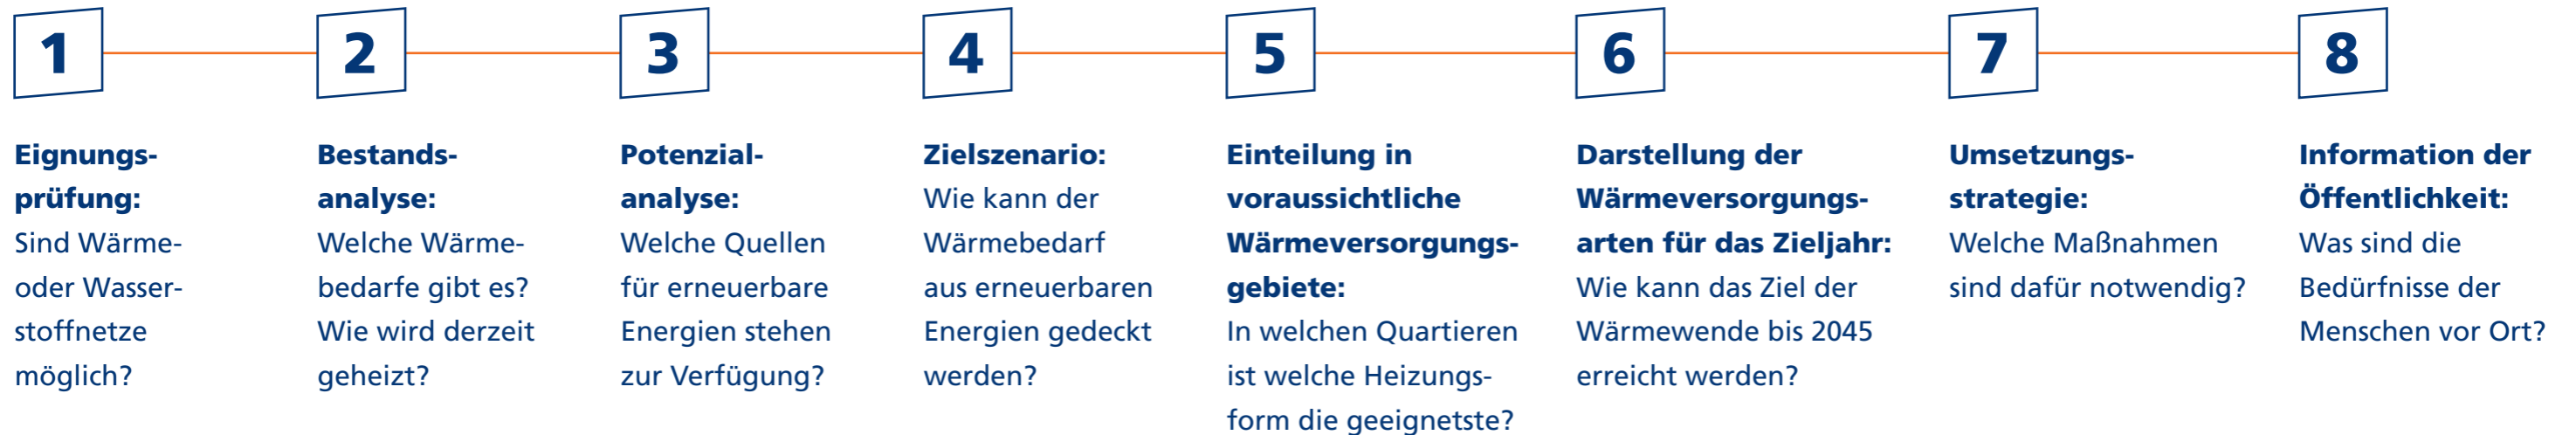 1
Eignungs-
prüfung:
Sind Wärme-
oder Wasser-
stoffnetze
möglich?
2
Bestands-
analyse:
Welche Wärme-
bedarfe gibt es?
Wie wird derzeit
geheizt?
3
Potenzial-
analyse:
Welche Quellen
für erneuerbare
Energien stehen
zur Verfügung?
4
Zielszenario:
Wie kann der
Wärmebedarf
aus erneuerbaren
Energien gedeckt
werden?
5
Einteilung in
voraussichtliche
Wärmeversorgungs-
gebiete:
In welchen Quartieren
ist welche Heizungs-
form die geeignetste?
6
Darstellung der
Wärmeversorgungs-
arten für das Zieljahr:
Wie kann das Ziel der
Wärmewende bis 2045
erreicht werden?
7
Umsetzungs-
strategie:
Welche Maßnahmen
sind dafür notwendig?
8
Information der
Öffentlichkeit:
Was sind die
Bedürfnisse der
Menschen vor Ort?